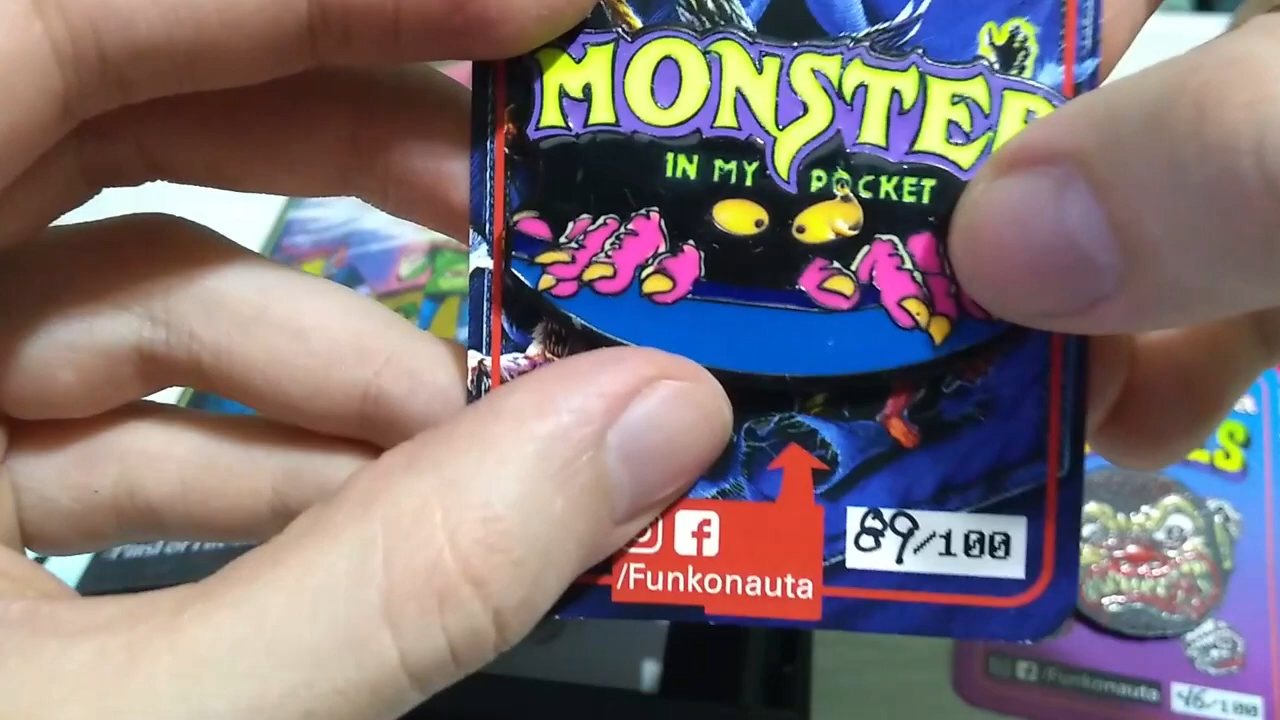 MONSTER
IN MY POCKET
89/100
/Funkonauta
/Funkonauta
46/100